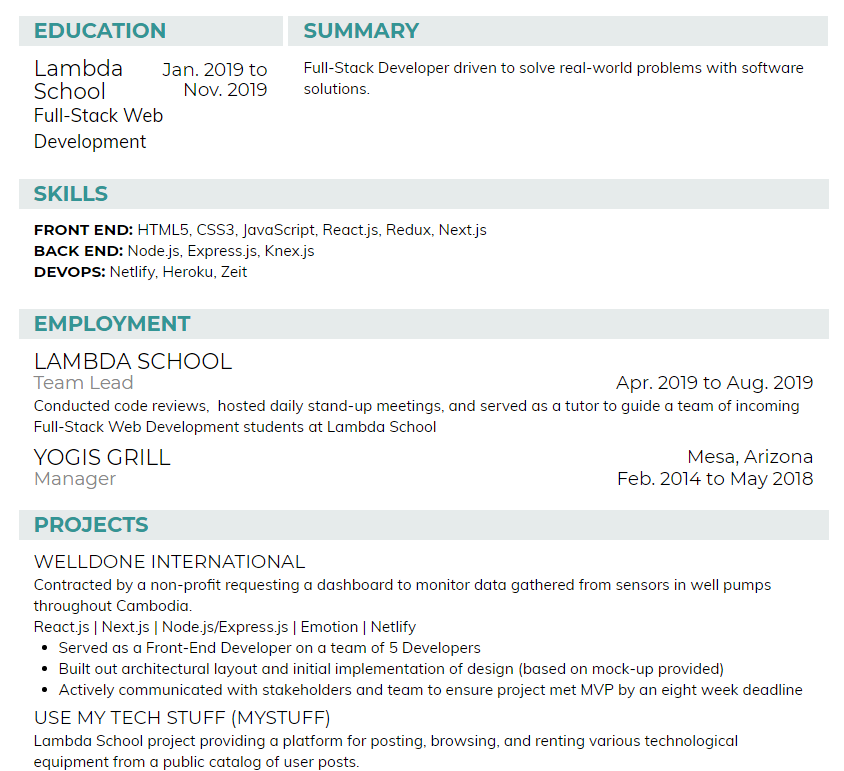 EDUCATION
Lambda School
Jan. 2019 to Nov. 2019
Full-Stack Web
Development
SUMMARY
Full-Stack Developer driven to solve real-world problems with software
solutions.
SKILLS
FRONT END: HTML5, CSS3, JavaScript, React.js, Redux, Next.js
BACK END: Node.js, Express.js, Knex.js
DEVOPS: Netlify, Heroku, Zeit
EMPLOYMENT
LAMBDA SCHOOL
Team Lead Apr. 2019 to Aug. 2019
Conducted code reviews,  hosted daily stand-up meetings, and served as a tutor to guide a team of incoming
Full-Stack Web Development students at Lambda School
YOGIS GRILL Mesa, Arizona
Manager Feb. 2014 to May 2018
PROJECTS
WELLDONE INTERNATIONAL
Contracted by a non-profit requesting a dashboard to monitor data gathered from sensors in well pumps
throughout Cambodia.
React.js | Next.js | Node.js/Express.js | Emotion | Netlify
• Served as a Front-End Developer on a team of 5 Developers
• Built out architectural layout and initial implementation of design (based on mock-up provided)
• Actively communicated with stakeholders and team to ensure project met MVP by an eight week deadline
USE MY TECH STUFF (MYSTUFF)
Lambda School project providing a platform for posting, browsing, and renting various technological
equipment from a public catalog of user posts.